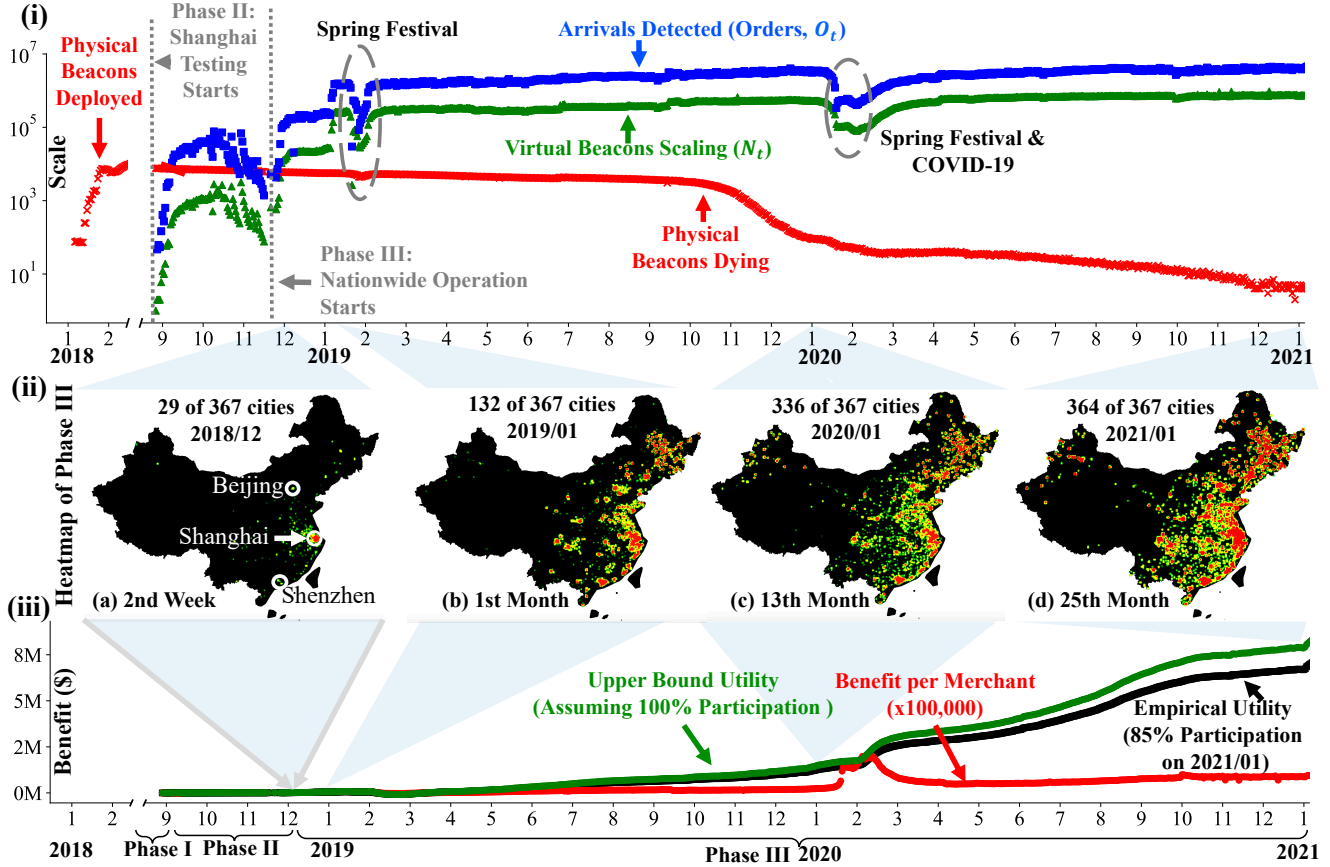 (i)
Phase II:
Shanghai
Testing
Starts
Physical
Beacons
Deployed
Spring Festival
Arrivals Detected (Orders, O_t)
Virtual Beacons Scaling (N_t)
Spring Festival &
COVID-19
Physical
Beacons Dying
Phase III:
Nationwide Operation
Starts
Scale
10^7
10^5
10^3
10^1
1 2 9 10 11 12 1 2 3 4 5 6 7 8 9 10 11 12 1 2 3 4 5 6 7 8 9 10 11 12 1
2018 2019 2020 2021
(ii)
Heatmap of Phase III
29 of 367 cities
2018/12
Beijing
Shanghai
Shenzhen
(a) 2nd Week
132 of 367 cities
2019/01
(b) 1st Month
336 of 367 cities
2020/01
(c) 13th Month
364 of 367 cities
2021/01
(d) 25th Month
(iii)
Benefit ($)
8M
5M
2M
0M
Upper Bound Utility
(Assuming 100% Participation )
Benefit per Merchant
(x100,000)
Empirical Utility
(85% Participation
on 2021/01)
1 2 9 10 11 12 1 2 3 4 5 6 7 8 9 10 11 12 1 2 3 4 5 6 7 8 9 10 11 12 1
2018 Phase I Phase II 2019 Phase III 2020 2021